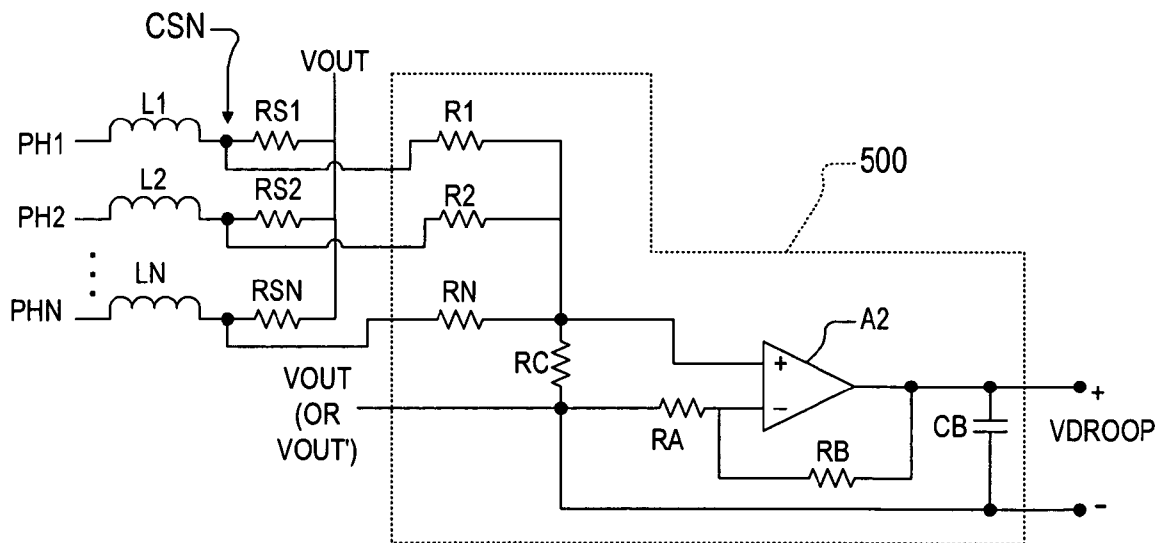 CSN
VOUT
L1
RS1
R1
PH1
500
L2
RS2
R2
PH2
LN
RSN
RN
PHN
A2
+
RC
VOUT
(OR
VOUT')
−
RA
RB
CB
+
VDROOP
-